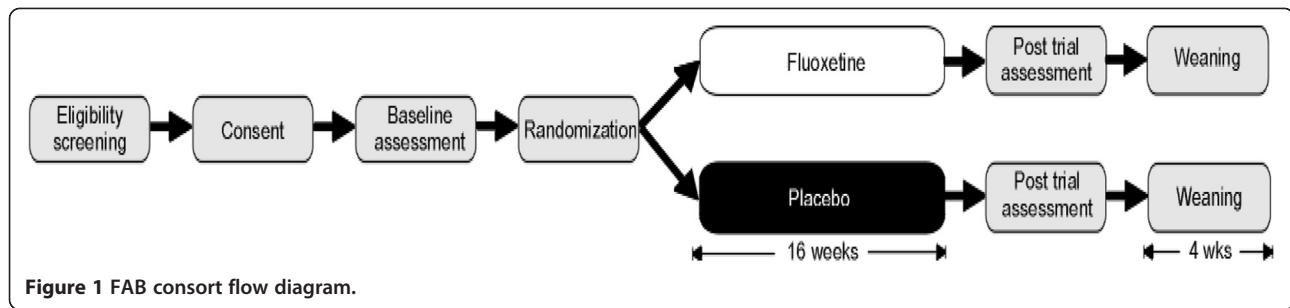 Eligibility
screening
Consent
Baseline
assessment
Randomization
Fluoxetine
Post trial
assessment
Weaning
Placebo
Post trial
assessment
Weaning
16 weeks
4 wks
Figure 1 FAB consort flow diagram.